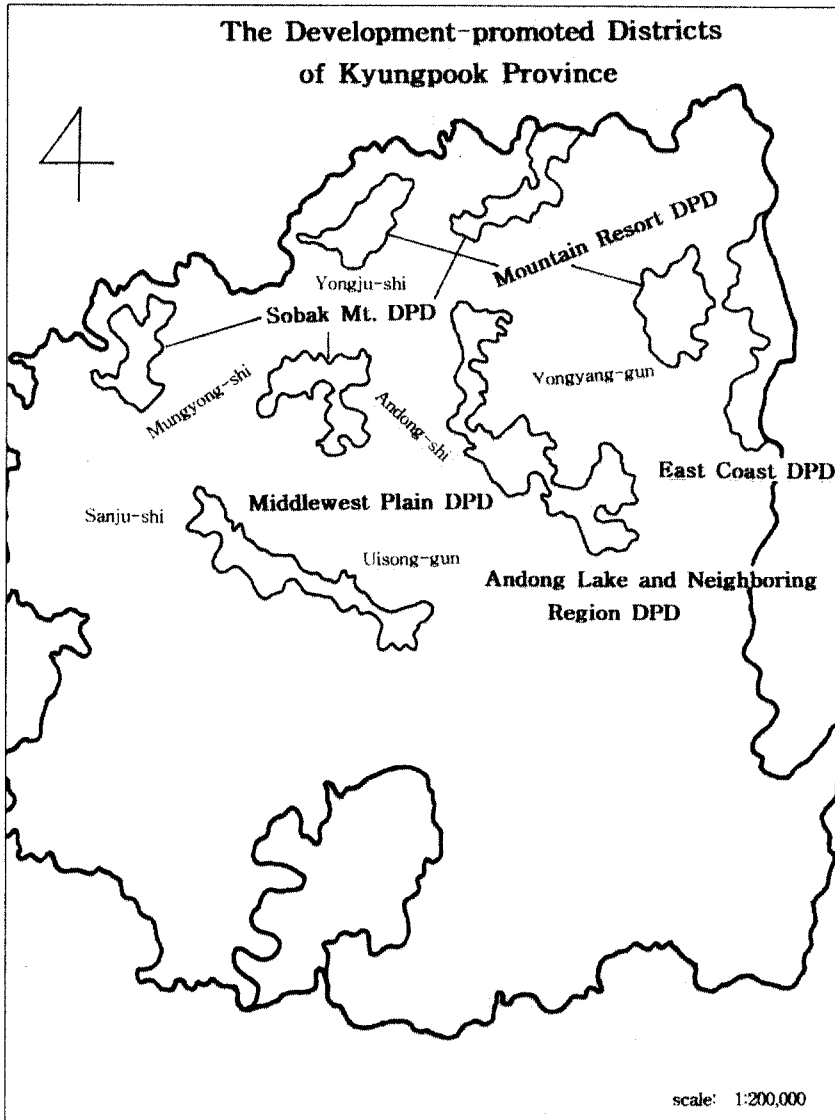 The Development-promoted Districts
of Kyungpook Province
Mountain Resort DPD
Yongju-shi
Sobak Mt. DPD
Mungyong-shi
Andong-shi
Yongyang-gun
East Coast DPD
Middlewest Plain DPD
Sanju-shi
Uisong-gun
Andong Lake and Neighboring
Region DPD
scale: 1:200,000